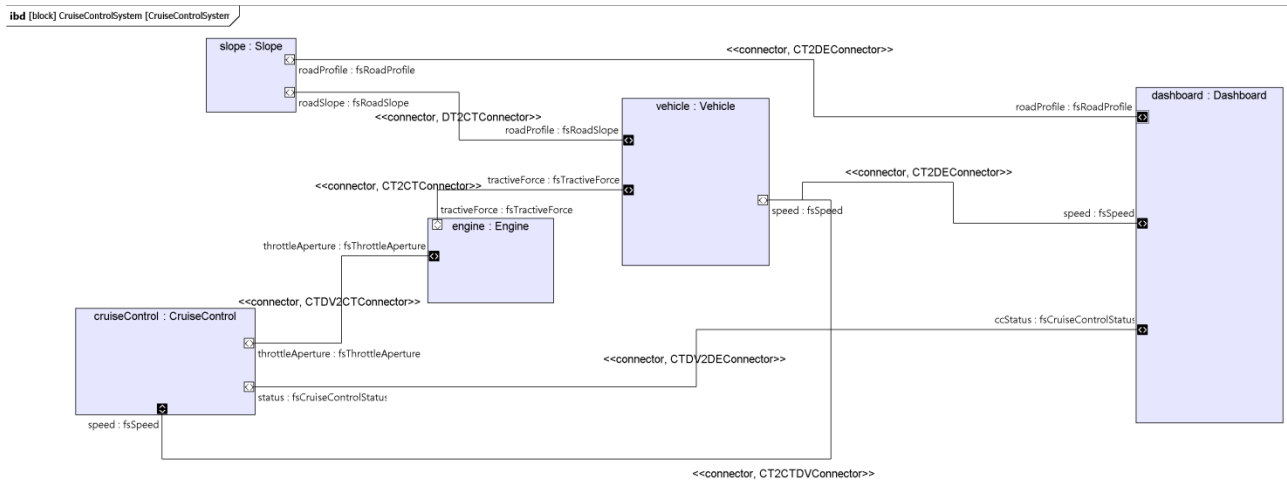 ibd [block] CruiseControlSystem [CruiseControlSystem
slope : Slope
<<connector, CT2DEConnector>>
roadProfile : fsRoadProfile
roadSlope : fsRoadSlope
<<connector, DT2CTConnector>>
vehicle : Vehicle
roadProfile : fsRoadSlope
dashboard : Dashboard
roadProfile : fsRoadProfile
tractiveForce : fsTractiveForce
<<connector, CT2CTConnector>>
<<connector, CT2DEConnector>>
tractiveForce : fsTractiveForce
speed : fsSpeed
speed : fsSpeed
engine : Engine
throttleAperture : fsThrottleAperture
<<connector, CTDV2CTConnector>>
cruiseControl : CruiseControl
ccStatus : fsCruiseControlStatus
throttleAperture : fsThrottleAperture
<<connector, CTDV2DEConnector>>
status : fsCruiseControlStatus
speed : fsSpeed
<<connector, CT2CTDVConnector>>